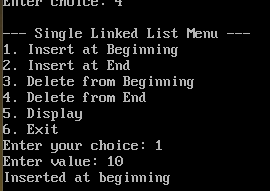 Enter choice: 4
--- Single Linked List Menu ---
1. Insert at Beginning
2. Insert at End
3. Delete from Beginning
4. Delete from End
5. Display
6. Exit
Enter your choice: 1
Enter value: 10
Inserted at beginning